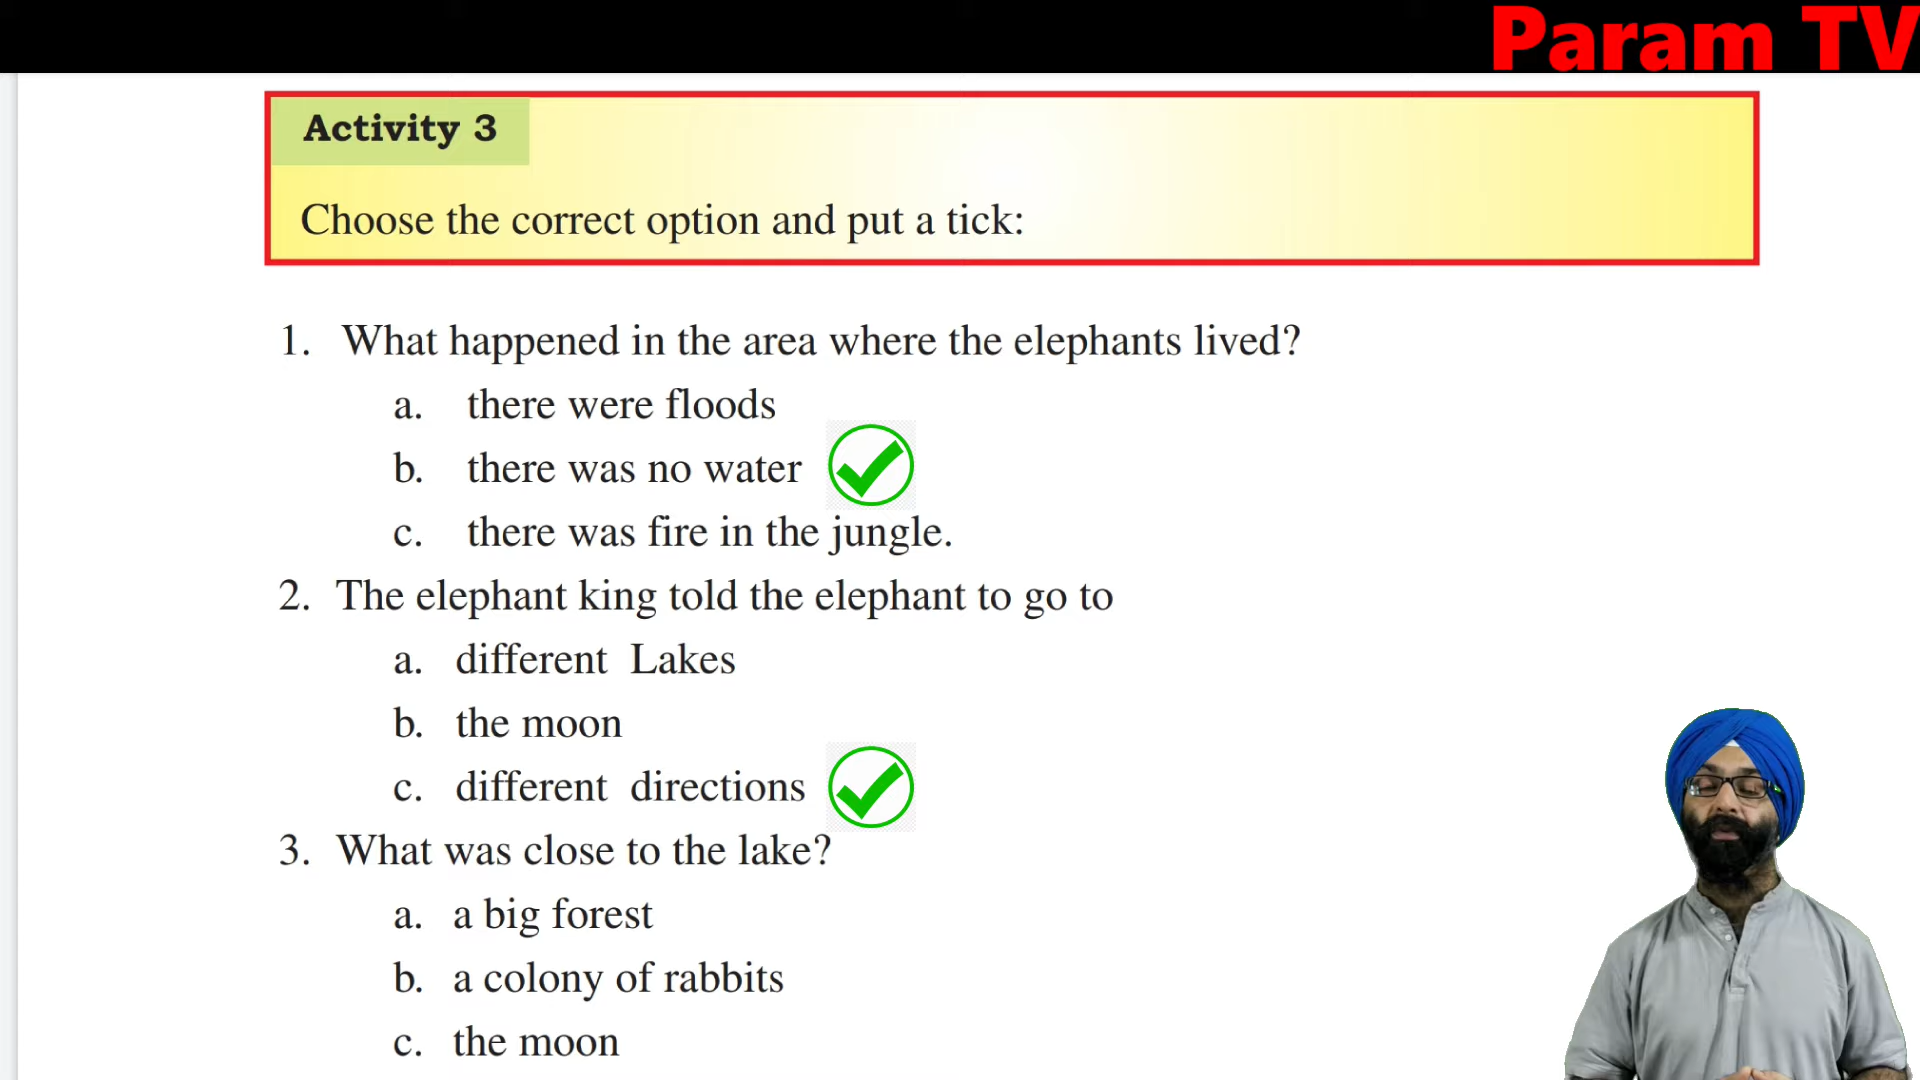 Param TV
Activity 3
Choose the correct option and put a tick:
1. What happened in the area where the elephants lived?
a. there were floods
b. there was no water
c. there was fire in the jungle.
2. The elephant king told the elephant to go to
a. different Lakes
b. the moon
c. different directions
3. What was close to the lake?
a. a big forest
b. a colony of rabbits
c. the moon